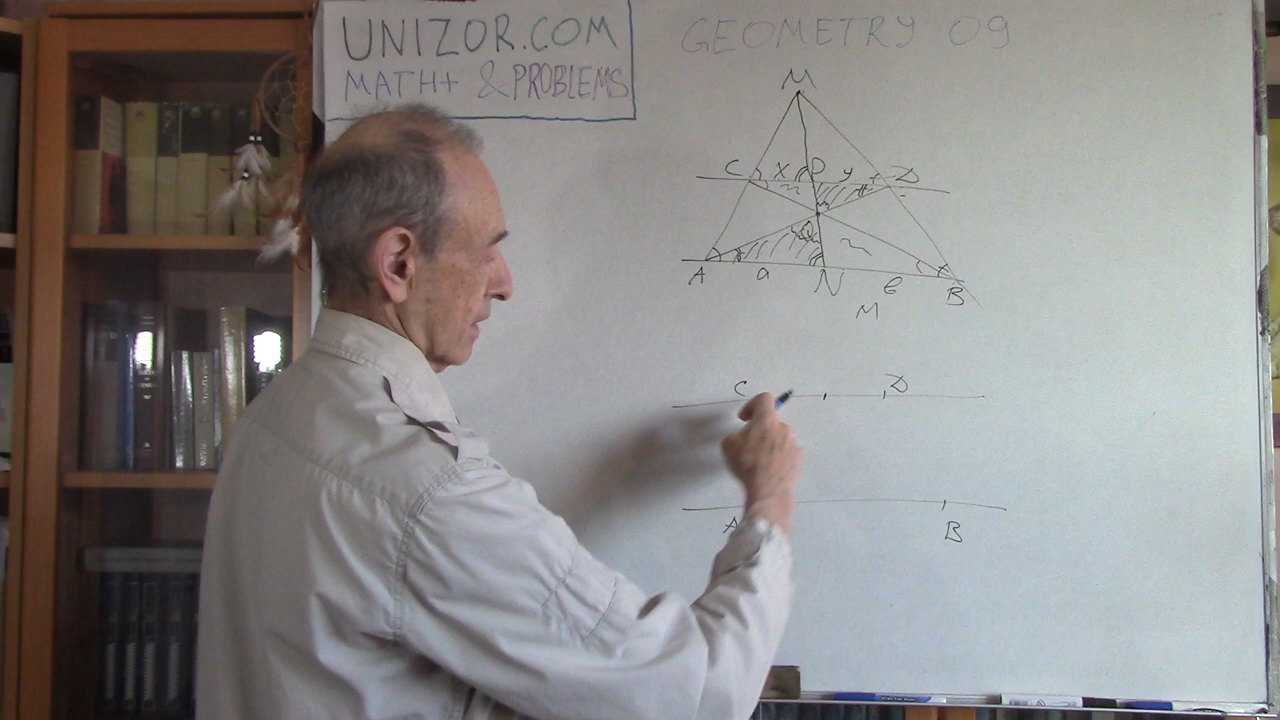 UNIZOR.COM
MATH+ & PROBLEMS
GEOMETRY 09
M
C X P y D
Q
A a N B
M
C D
A B